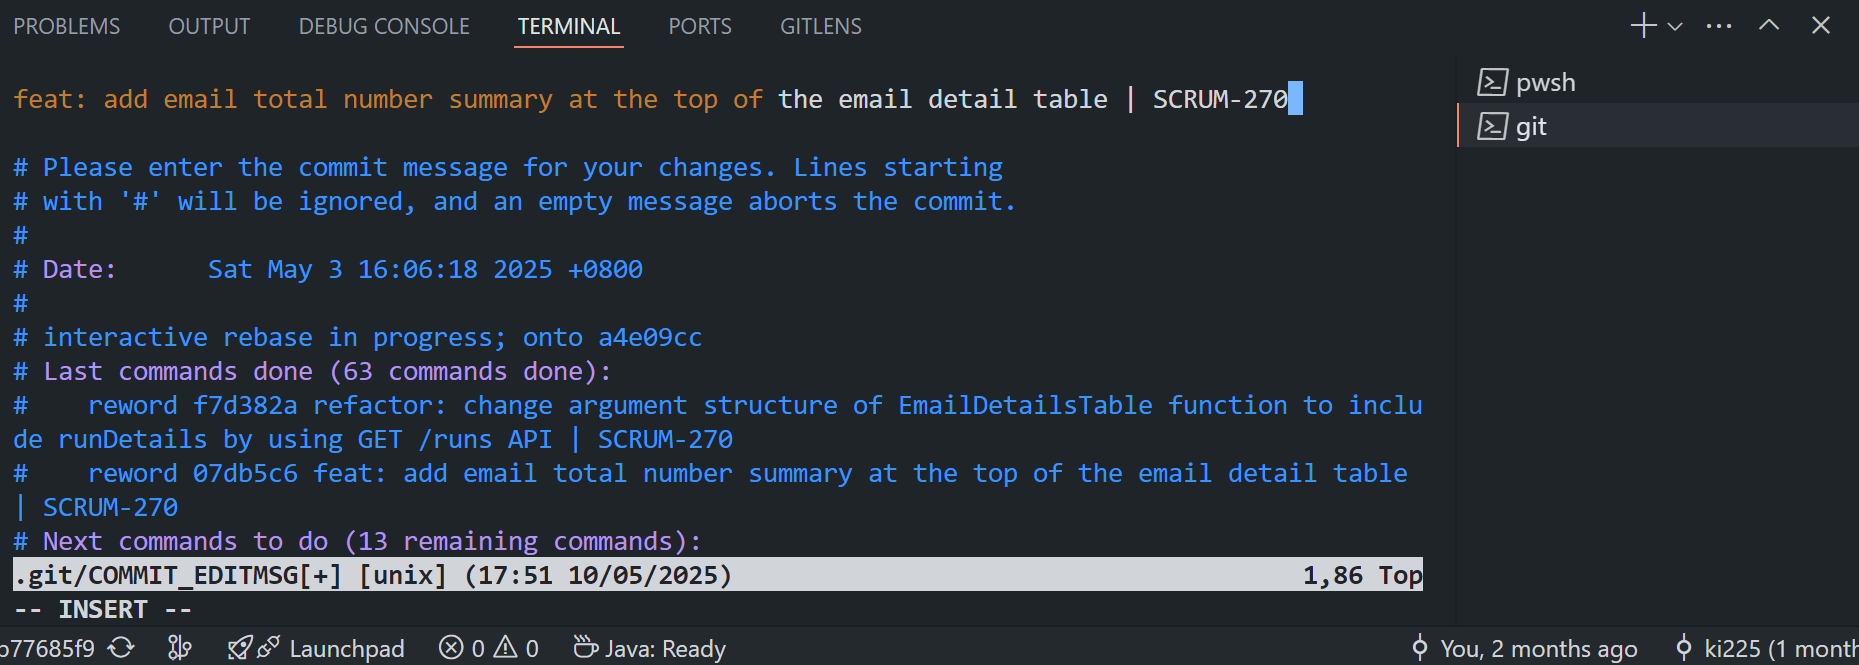 PROBLEMS OUTPUT DEBUG CONSOLE TERMINAL PORTS GITLENS
feat: add email total number summary at the top of the email detail table | SCRUM-270
# Please enter the commit message for your changes. Lines starting
# with '#' will be ignored, and an empty message aborts the commit.
#
# Date:      Sat May 3 16:06:18 2025 +0800
#
# interactive rebase in progress; onto a4e09cc
# Last commands done (63 commands done):
#    reword f7d382a refactor: change argument structure of EmailDetailsTable function to inclu
de runDetails by using GET /runs API | SCRUM-270
#    reword 07db5c6 feat: add email total number summary at the top of the email detail table
| SCRUM-270
# Next commands to do (13 remaining commands):
.git/COMMIT_EDITMSG[+] [unix] (17:51 10/05/2025) 1,86 Top
-- INSERT --
pwsh
git
b77685f9 Launchpad 0 0 Java: Ready You, 2 months ago ki225 (1 month